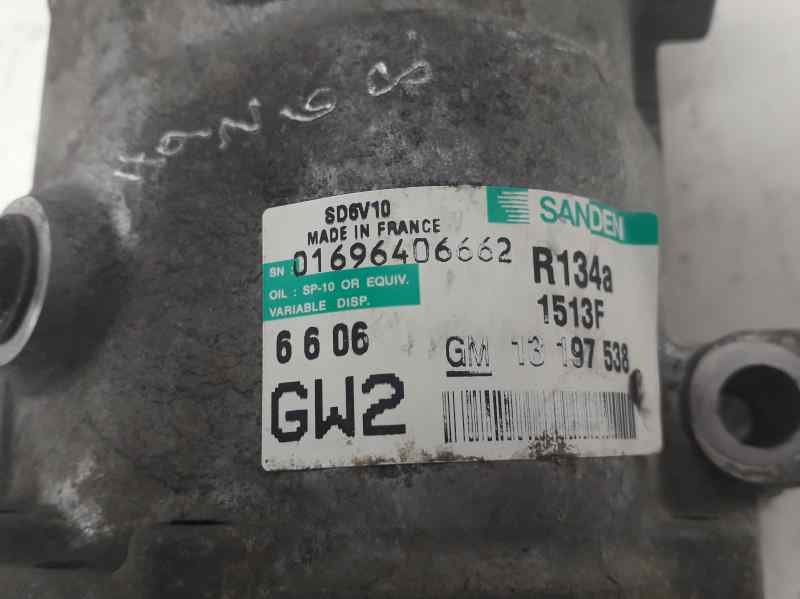 SD6V10
MADE IN FRANCE
SANDEN
SN : 01696406662
OIL : SP-10 OR EQUIV.
VARIABLE DISP.
R134a
1513F
6 6 06
GM 13 197 538
GW2